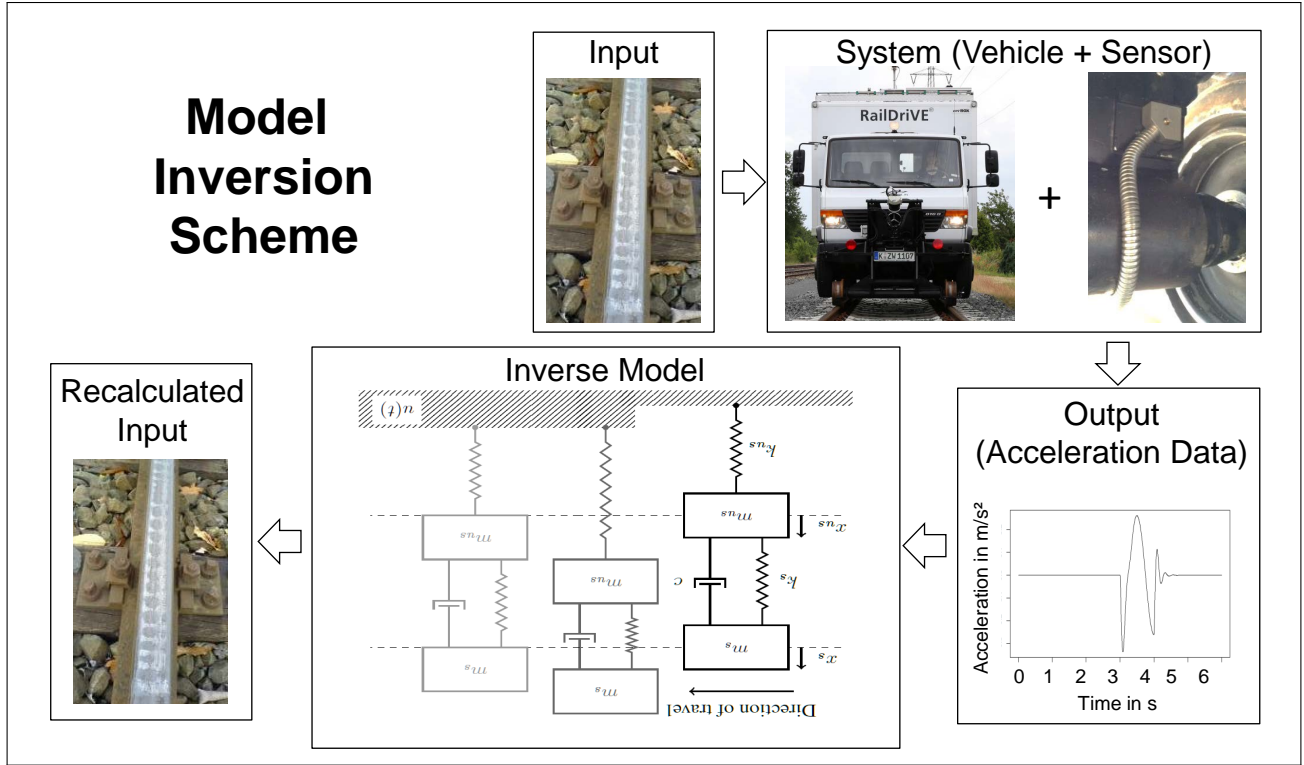 Model
Inversion
Scheme
Input
System (Vehicle + Sensor)
RailDriVE®
+
K ZW 1107
Output
(Acceleration Data)
Acceleration in m/s²
0 1 2 3 4 5 6
Time in s
Inverse Model
u(t)
k_us
m_us m_us x_us
m_us
c k_s
m_s m_s x_s
m_s
Direction of travel
Recalculated
Input